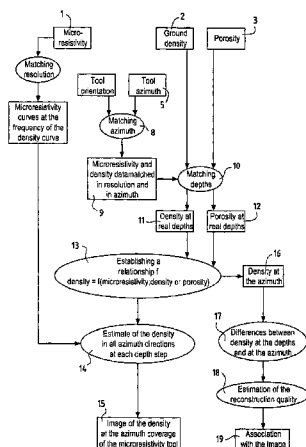 1
2
3
Micro-
resistivity
Ground
density
Porosity
Matching
resolution
Tool
orientation
Tool
azimuth
5
Microresistivity
curves at the
frequency of the
density curve
Matching
azimuth
8
Microresistivity and
density datamatched
in resolution and
in azimuth
9
Matching
depths
10
11
12
Density at
real depths
Porosity at
real depths
13
Establishing a
relationship f
density = f(microresistivity;density or porosity)
16
Density at
the azimuth
Estimate of the density
in all azimuth directions
at each depth step
14
17
Differences between
density at the depths
and at the azimuth
18
Estimation of the
reconstruction quality
15
Image of the density
at the azimuth coverage
of the microresistivity tool
19
Association
with the image